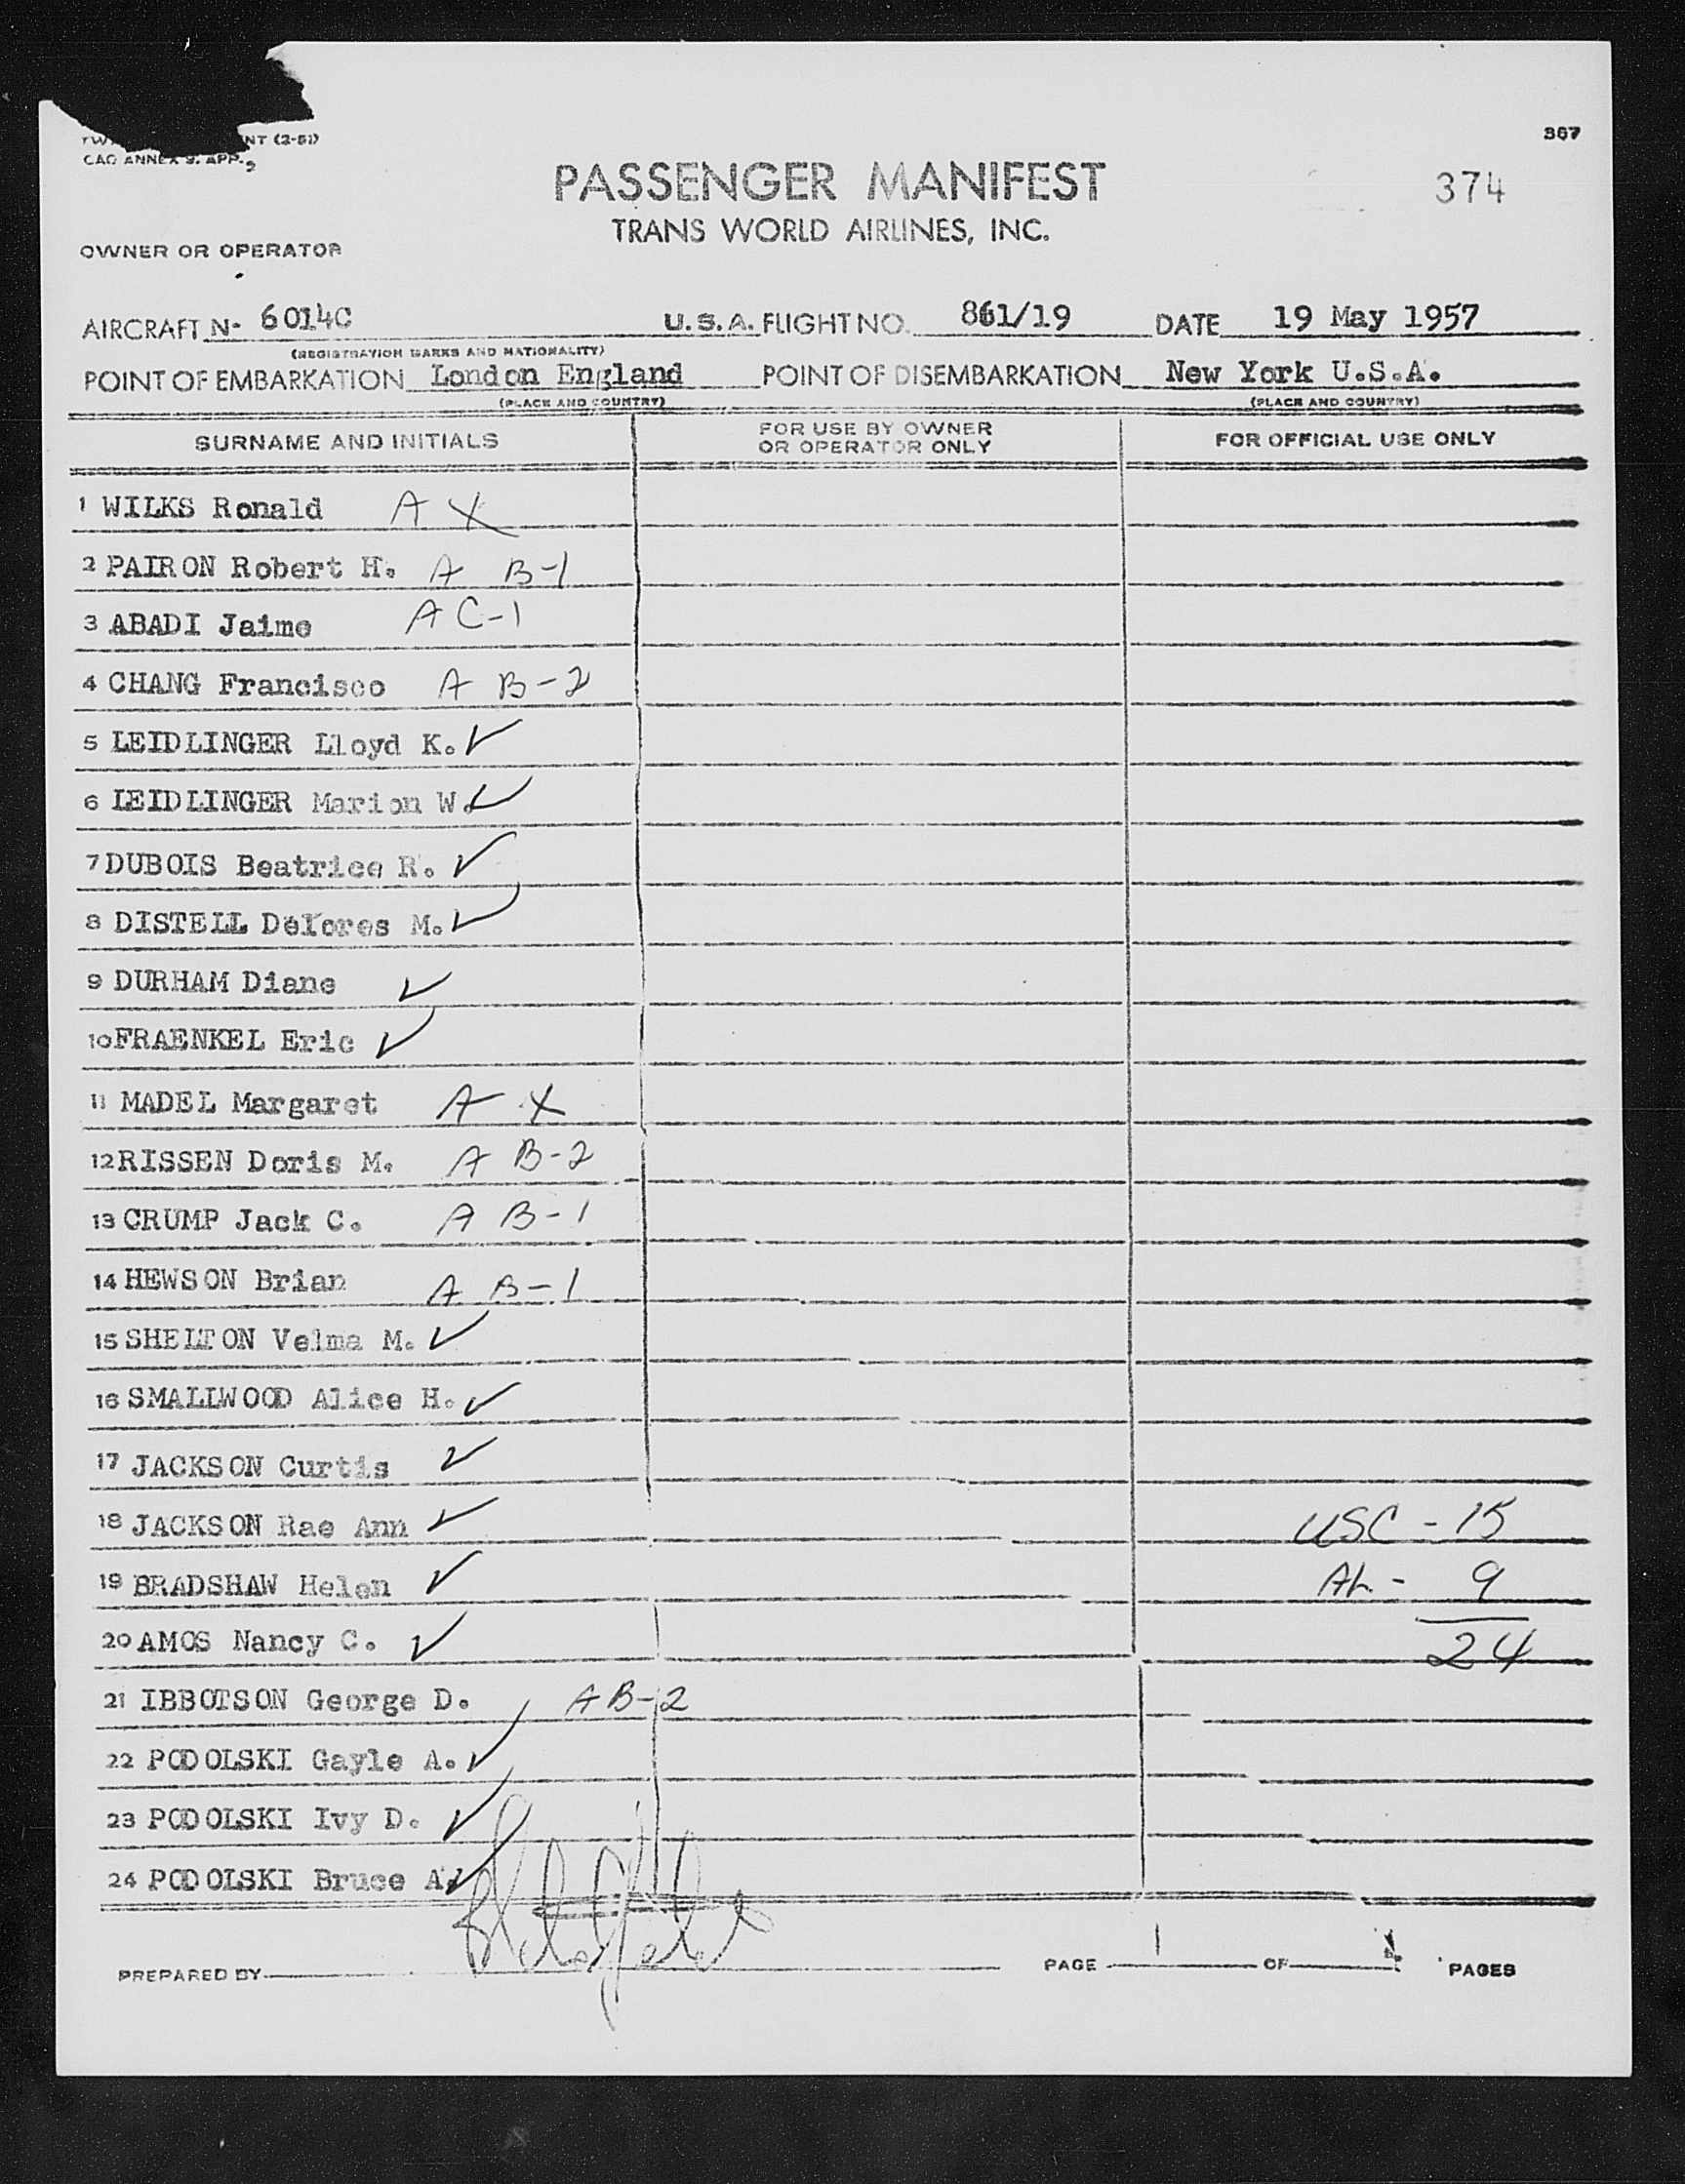 NT (2-51)
CAO ANNEX 9. APP.
367
PASSENGER MANIFEST
374
TRANS WORLD AIRLINES, INC.
OWNER OR OPERATOR
AIRCRAFT N- 6014C U.S.A. FLIGHT NO. 861/19 DATE 19 May 1957
(REGISTRATION MARKS AND NATIONALITY)
POINT OF EMBARKATION London England POINT OF DISEMBARKATION New York U.S.A.
(PLACE AND COUNTRY) (PLACE AND COUNTRY)
SURNAME AND INITIALS FOR USE BY OWNER OR OPERATOR ONLY FOR OFFICIAL USE ONLY
1 WILKS Ronald A X
2 PAIRON Robert H. A B-1
3 ABADI Jaime A C-1
4 CHANG Francisco A B-2
5 LEIDLINGER Lloyd K. ✓
6 LEIDLINGER Marion W. ✓
7 DUBOIS Beatrice R. ✓
8 DISTELL Delores M. ✓
9 DURHAM Diane ✓
10 FRAENKEL Eric ✓
11 MADEL Margaret A X
12 RISSEN Doris M. A B-2
13 CRUMP Jack C. A B-1
14 HEWSON Brian A B-1
15 SHELTON Velma M. ✓
16 SMALLWOOD Alice H. ✓
17 JACKSON Curtis ✓
18 JACKSON Rae Ann ✓ USC - 15
19 BRADSHAW Helen ✓ AL - 9
20 AMOS Nancy C. ✓ 24
21 IBBOTSON George D. A B-2
22 PODOLSKI Gayle A. ✓
23 PODOLSKI Ivy D. ✓
24 PODOLSKI Bruce A. ✓
PREPARED BY PAGE 1 OF PAGES